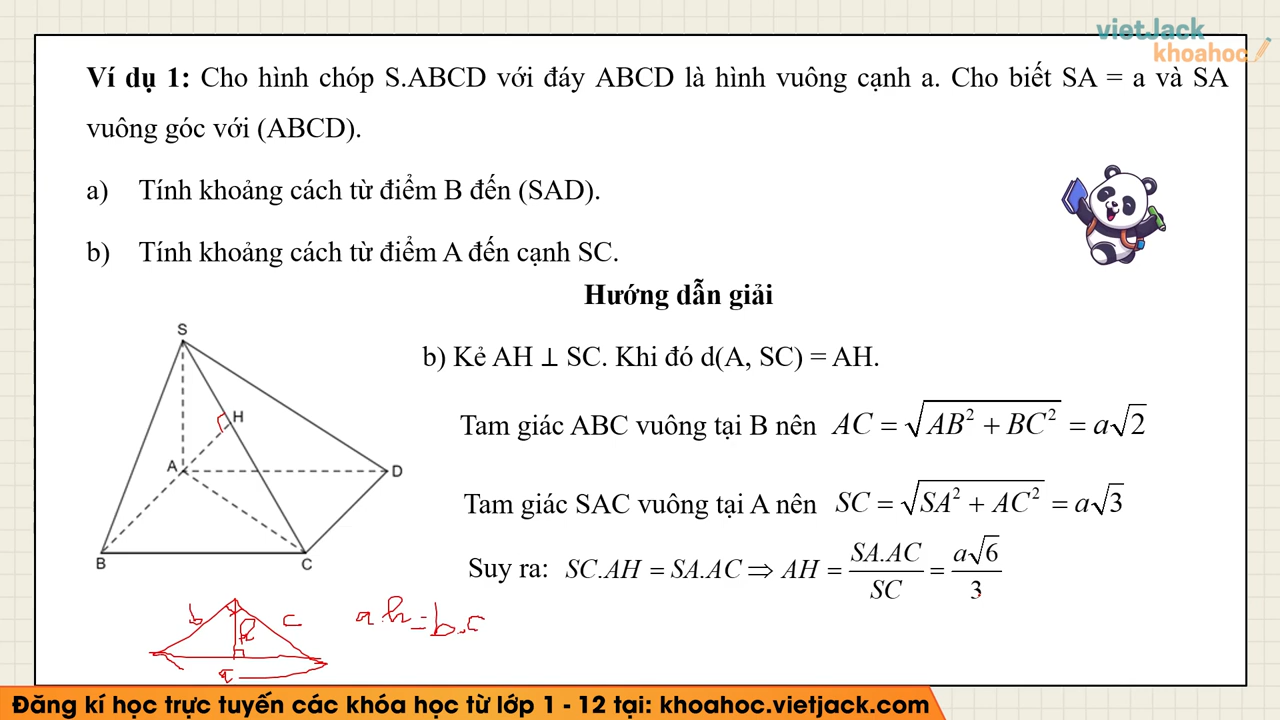 vietJack
khoahoc
Ví dụ 1: Cho hình chóp S.ABCD với đáy ABCD là hình vuông cạnh a. Cho biết SA = a và SA
vuông góc với (ABCD).
a) Tính khoảng cách từ điểm B đến (SAD).
b) Tính khoảng cách từ điểm A đến cạnh SC.
Hướng dẫn giải
S
H
A
D
B
C
b) Kẻ AH ⊥ SC. Khi đó d(A, SC) = AH.
Tam giác ABC vuông tại B nên AC = √(AB² + BC²) = a√2
Tam giác SAC vuông tại A nên SC = √(SA² + AC²) = a√3
Suy ra: SC.AH = SA.AC ⇒ AH = SA.AC/SC = a√6/3
b
c
h
a
a.h = b.c
Đăng kí học trực tuyến các khóa học từ lớp 1 - 12 tại: khoahoc.vietjack.com